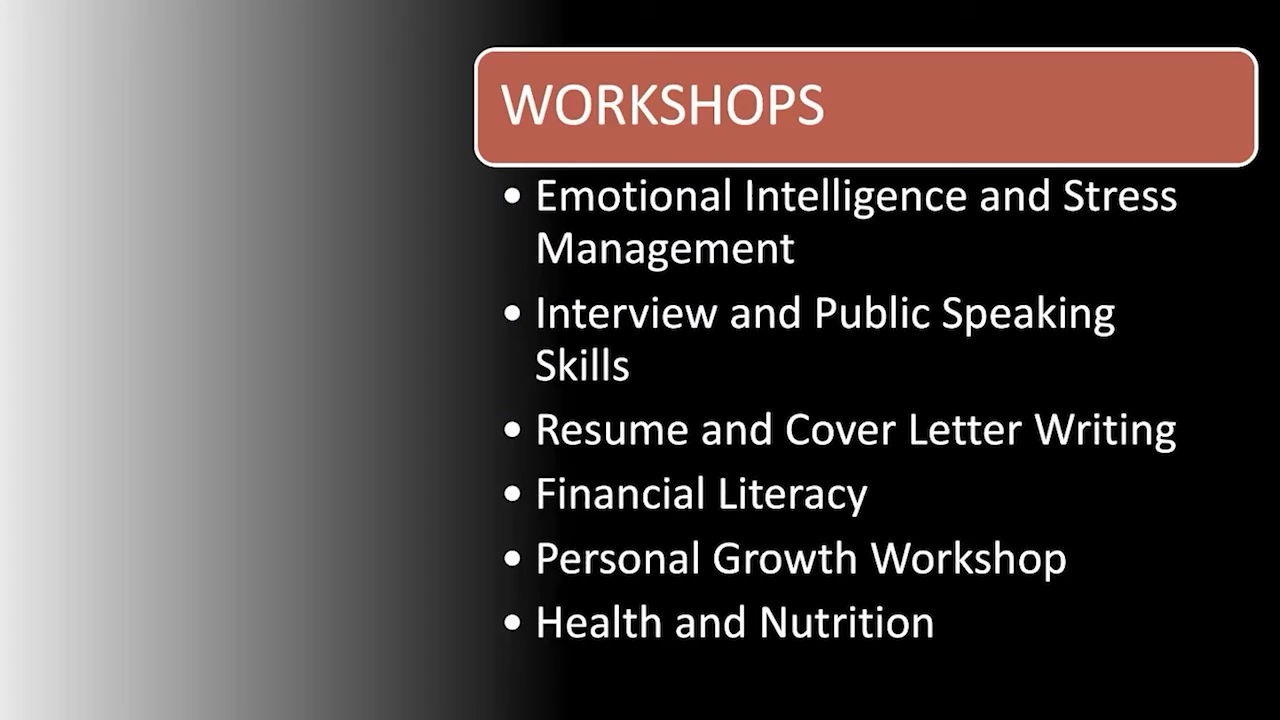 WORKSHOPS
• Emotional Intelligence and Stress
Management
• Interview and Public Speaking
Skills
• Resume and Cover Letter Writing
• Financial Literacy
• Personal Growth Workshop
• Health and Nutrition